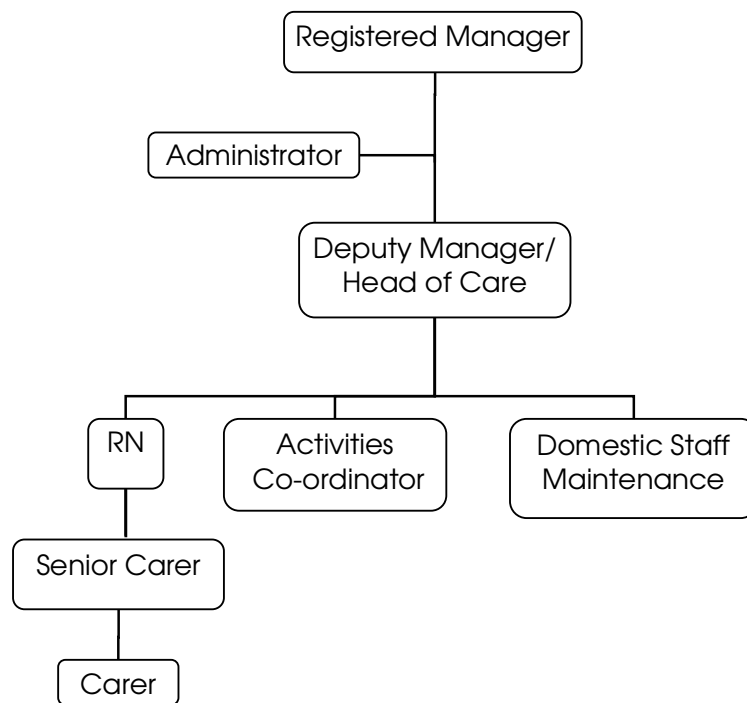 Registered Manager
Administrator
Deputy Manager/
Head of Care
RN
Activities
Co-ordinator
Domestic Staff
Maintenance
Senior Carer
Carer